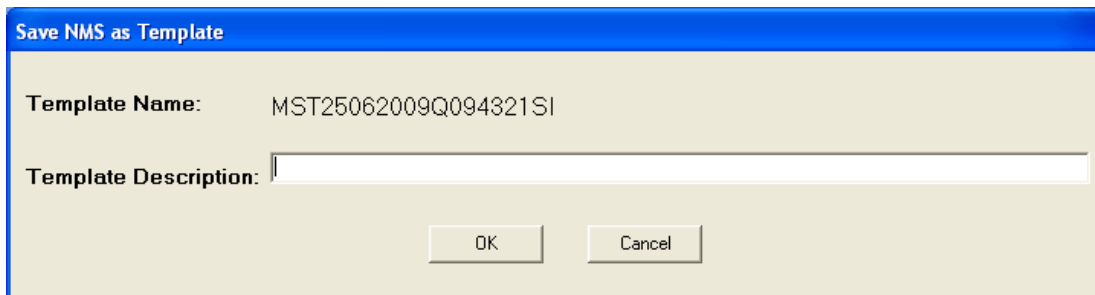 Save NMS as Template
Template Name: MST25062009Q094321SI
Template Description:
OK Cancel